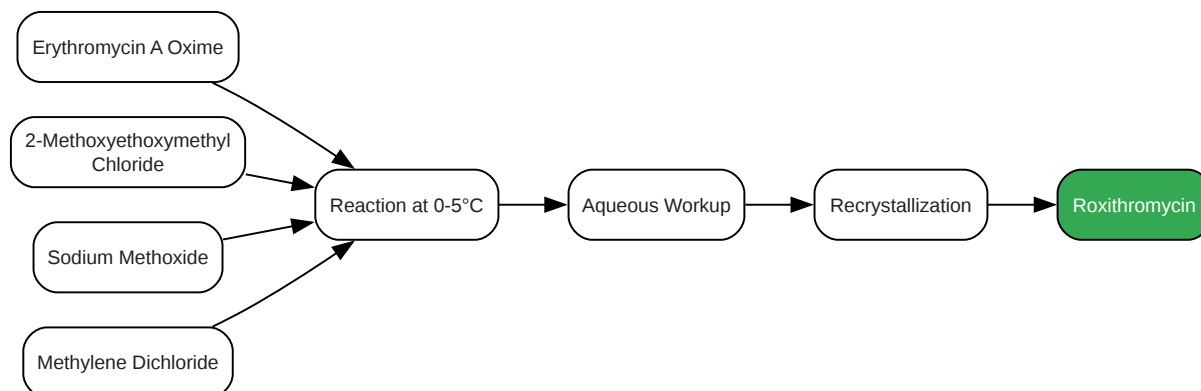 Erythromycin A Oxime
2-Methoxyethoxymethyl
Chloride
Sodium Methoxide
Methylene Dichloride
Reaction at 0-5°C
Aqueous Workup
Recrystallization
Roxithromycin